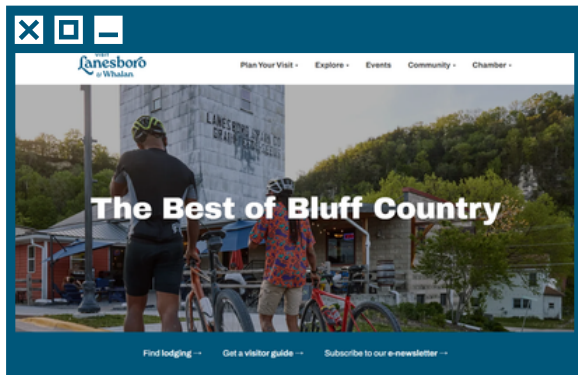 VISIT
Lanesboro
& Whalan
Plan Your Visit
Explore
Events
Community
Chamber
LANESBORO
The Best of Bluff Country
Find lodging →
Get a visitor guide →
Subscribe to our e-newsletter →